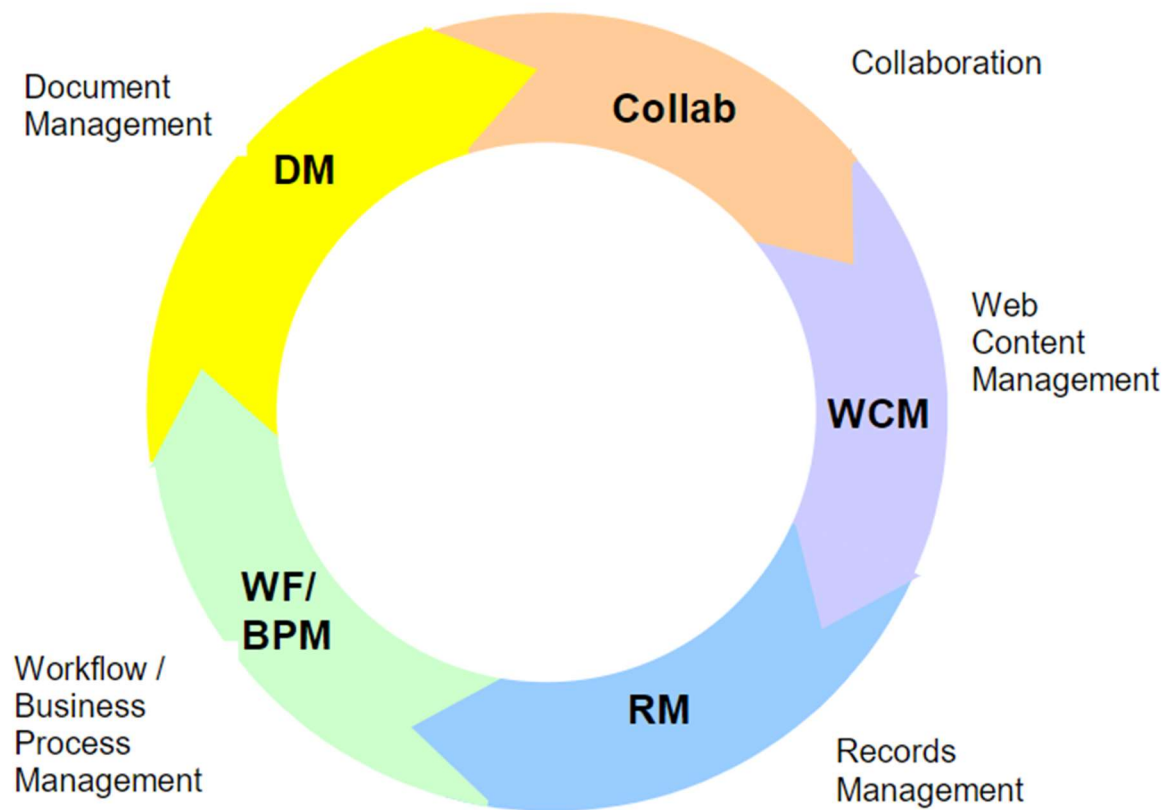 Document
Management
DM
Collab
Collaboration
Web
Content
Management
WCM
RM
Records
Management
WF/
BPM
Workflow /
Business
Process
Management